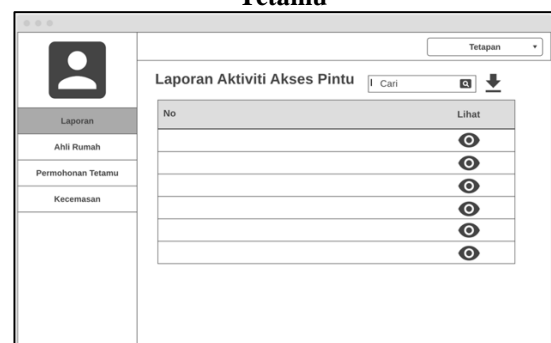 Tetamu
Tetapan
Laporan Aktiviti Akses Pintu
Cari
Laporan
Ahli Rumah
Permohonan Tetamu
Kecemasan
No
Lihat